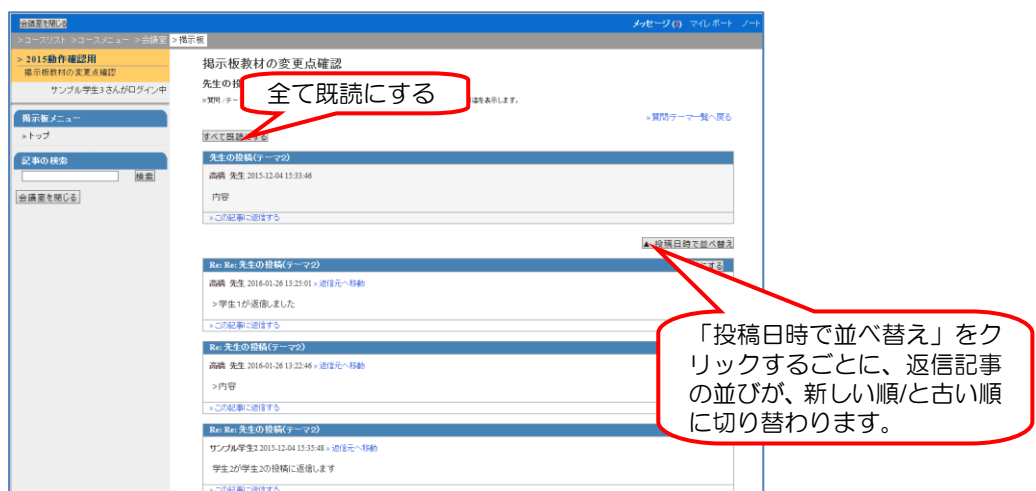 会議室を閉じる
メッセージ(3) マイレポート ノート
>コースリスト >コースメニュー >会議室 >掲示板
> 2015動作確認用
掲示板教材の変更点確認
サンプル学生3さんがログイン中
掲示板メニュー
»トップ
記事の検索
検索
会議室を閉じる
掲示板教材の変更点確認
先生の投
を表示します。
全て既読にする
»質問/テーマ一覧へ戻る
すべて既読にする
先生の投稿(テーマ2)
高橋 先生 2015-12-04 15:33:46
内容
»この記事に返信する
▲ 投稿日時で並べ替え
Re: Re: 先生の投稿(テーマ2)
にする
高橋 先生 2016-01-26 13:25:01 »返信元へ移動
>学生1が返信しました
»この記事に返信する
Re: 先生の投稿(テーマ2)
高橋 先生 2016-01-26 13:22:46 »返信元へ移動
>内容
»この記事に返信する
Re: Re: 先生の投稿(テーマ2)
サンプル学生2 2015-12-04 15:35:48 »返信元へ移動
学生2が学生2の投稿に返信します
»この記事に返信する
「投稿日時で並べ替え」をク
リックするごとに、返信記事
の並びが、新しい順/と古い順
に切り替わります。